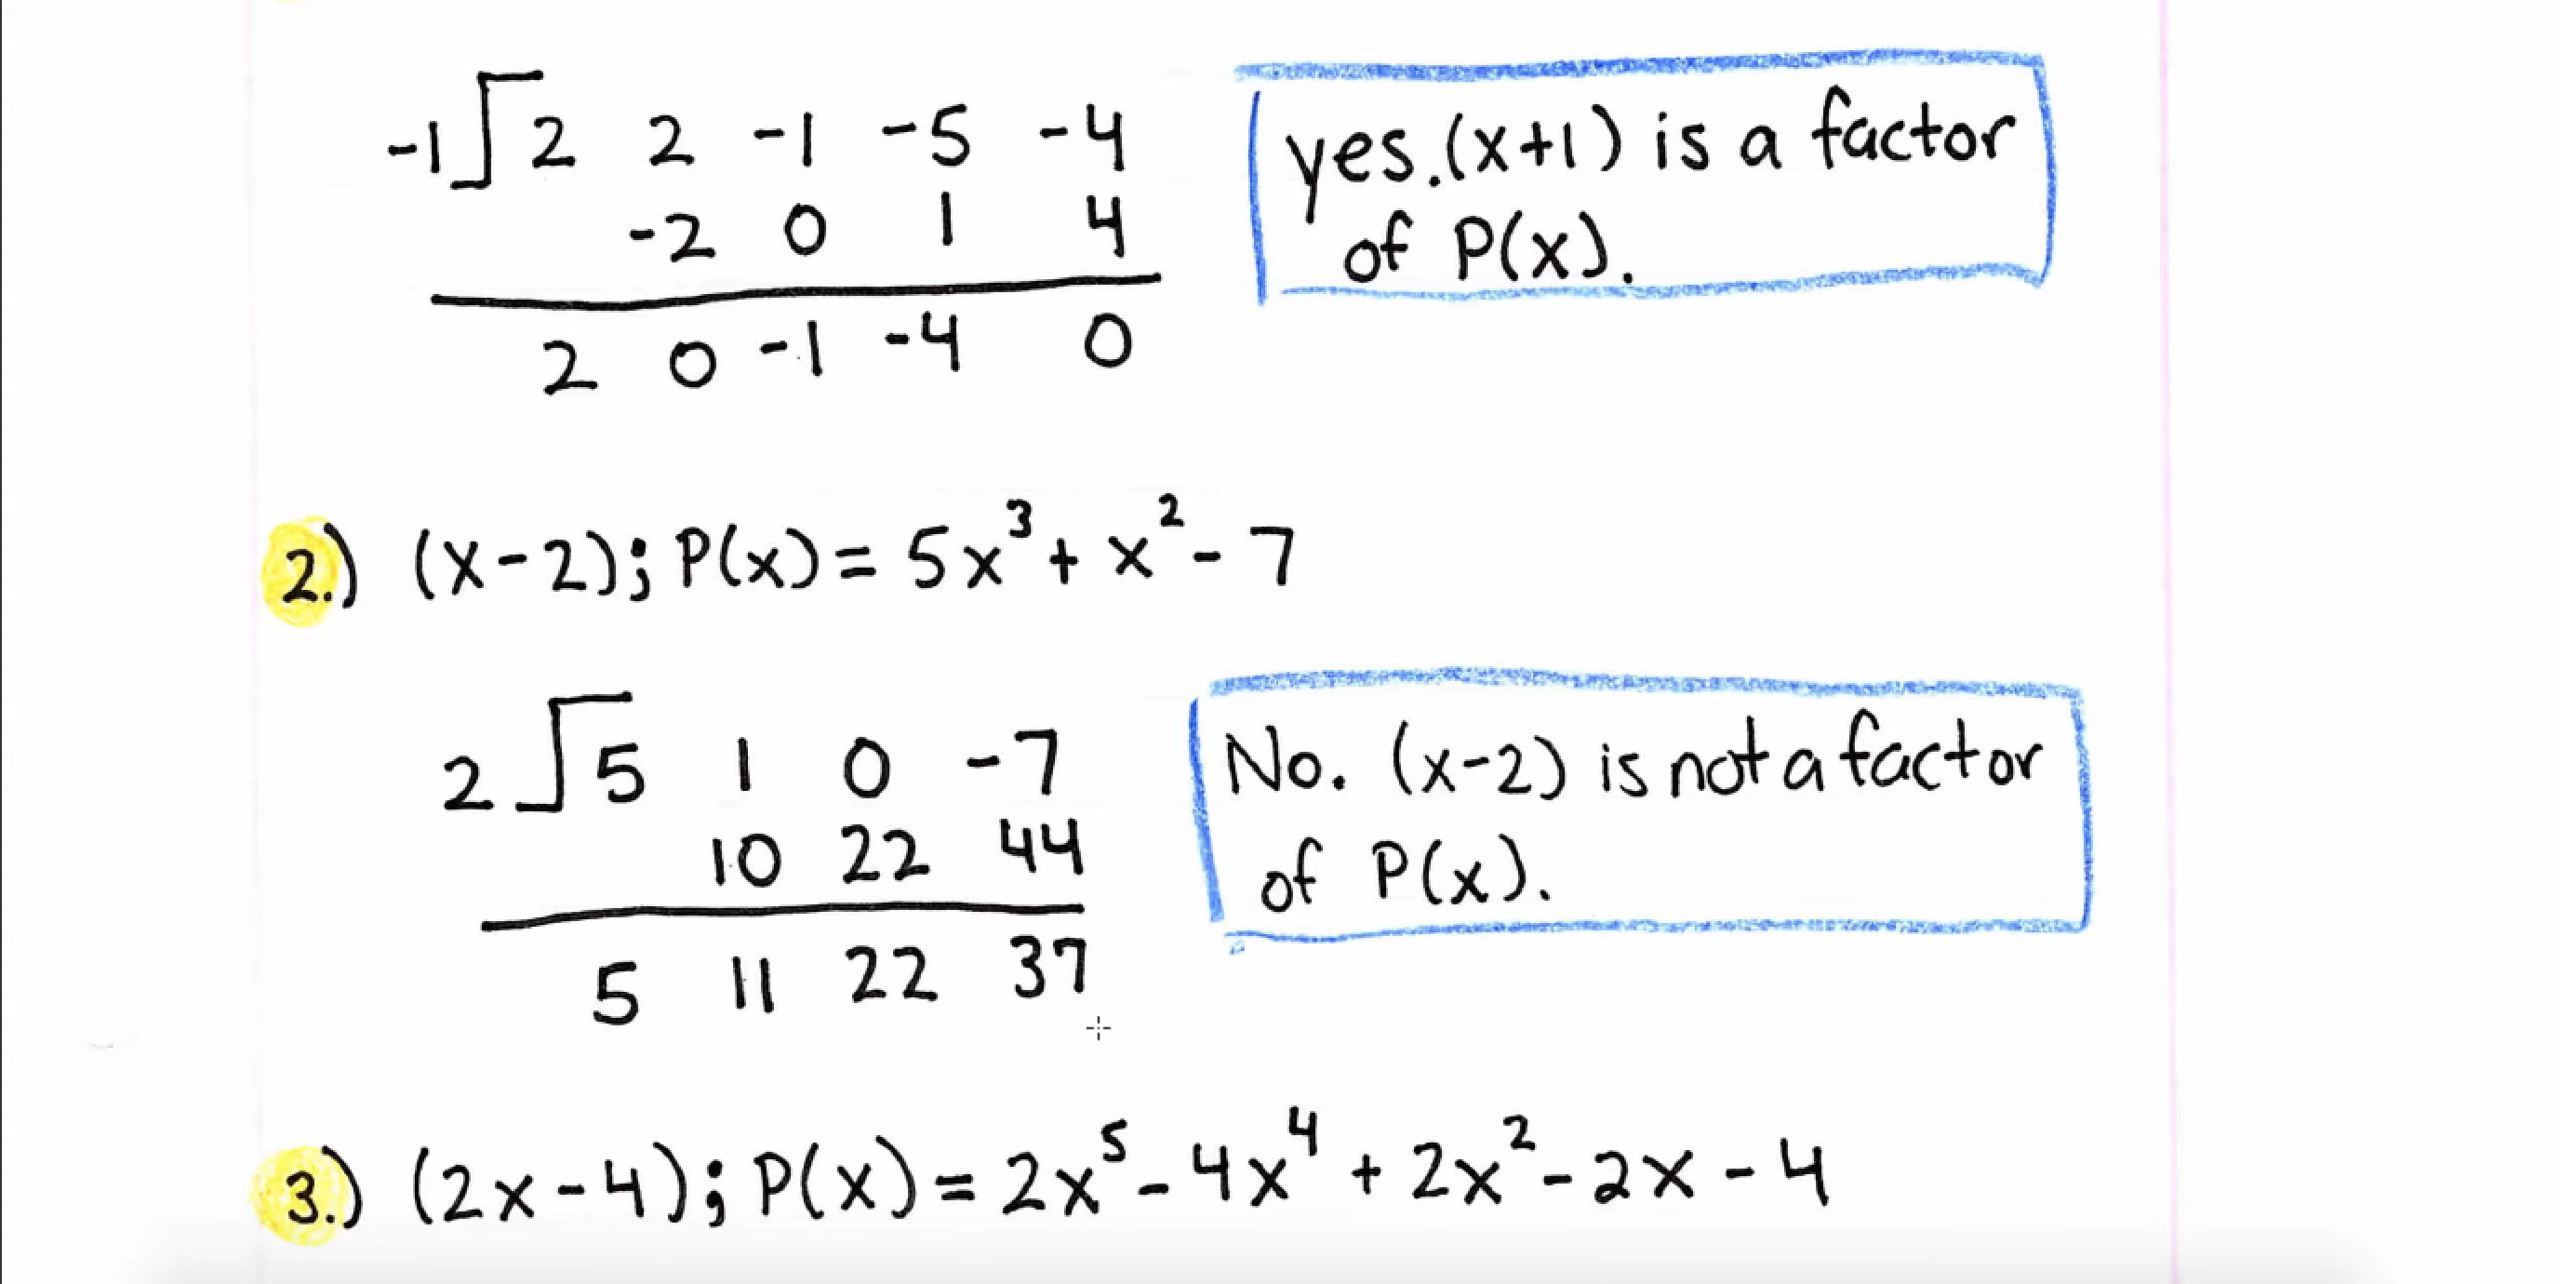 -1 2 2 -1 -5 -4
-2 0 1 4
2 0 -1 -4 0
yes. (x+1) is a factor
of P(x).
2.) (x-2); P(x) = 5x³ + x² - 7
2 5 1 0 -7
10 22 44
5 11 22 37
No. (x-2) is not a factor
of P(x).
3.) (2x-4); P(x) = 2x⁵ - 4x⁴ + 2x² - 2x - 4